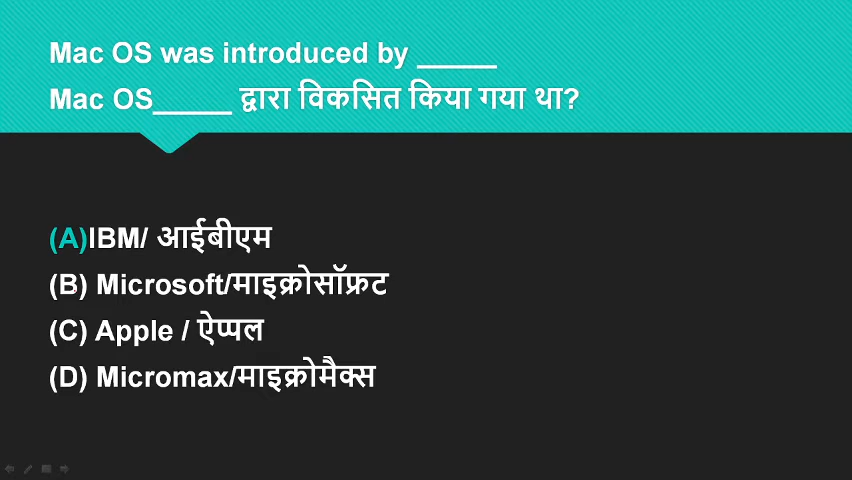 Mac OS was introduced by _____
Mac OS_____ द्वारा विकसित किया गया था?
(A)IBM/ आईबीएम
(B) Microsoft/माइक्रोसॉफ्रट
(C) Apple / ऐप्पल
(D) Micromax/माइक्रोमैक्स